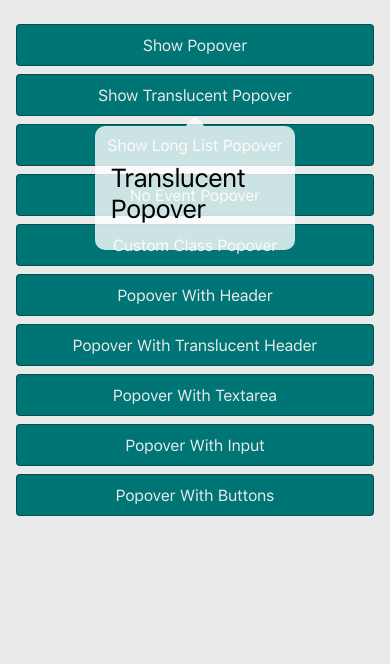 Show Popover
Show Translucent Popover
Show Long List Popover
Translucent
No Event Popover
Popover
Custom Class Popover
Popover With Header
Popover With Translucent Header
Popover With Textarea
Popover With Input
Popover With Buttons